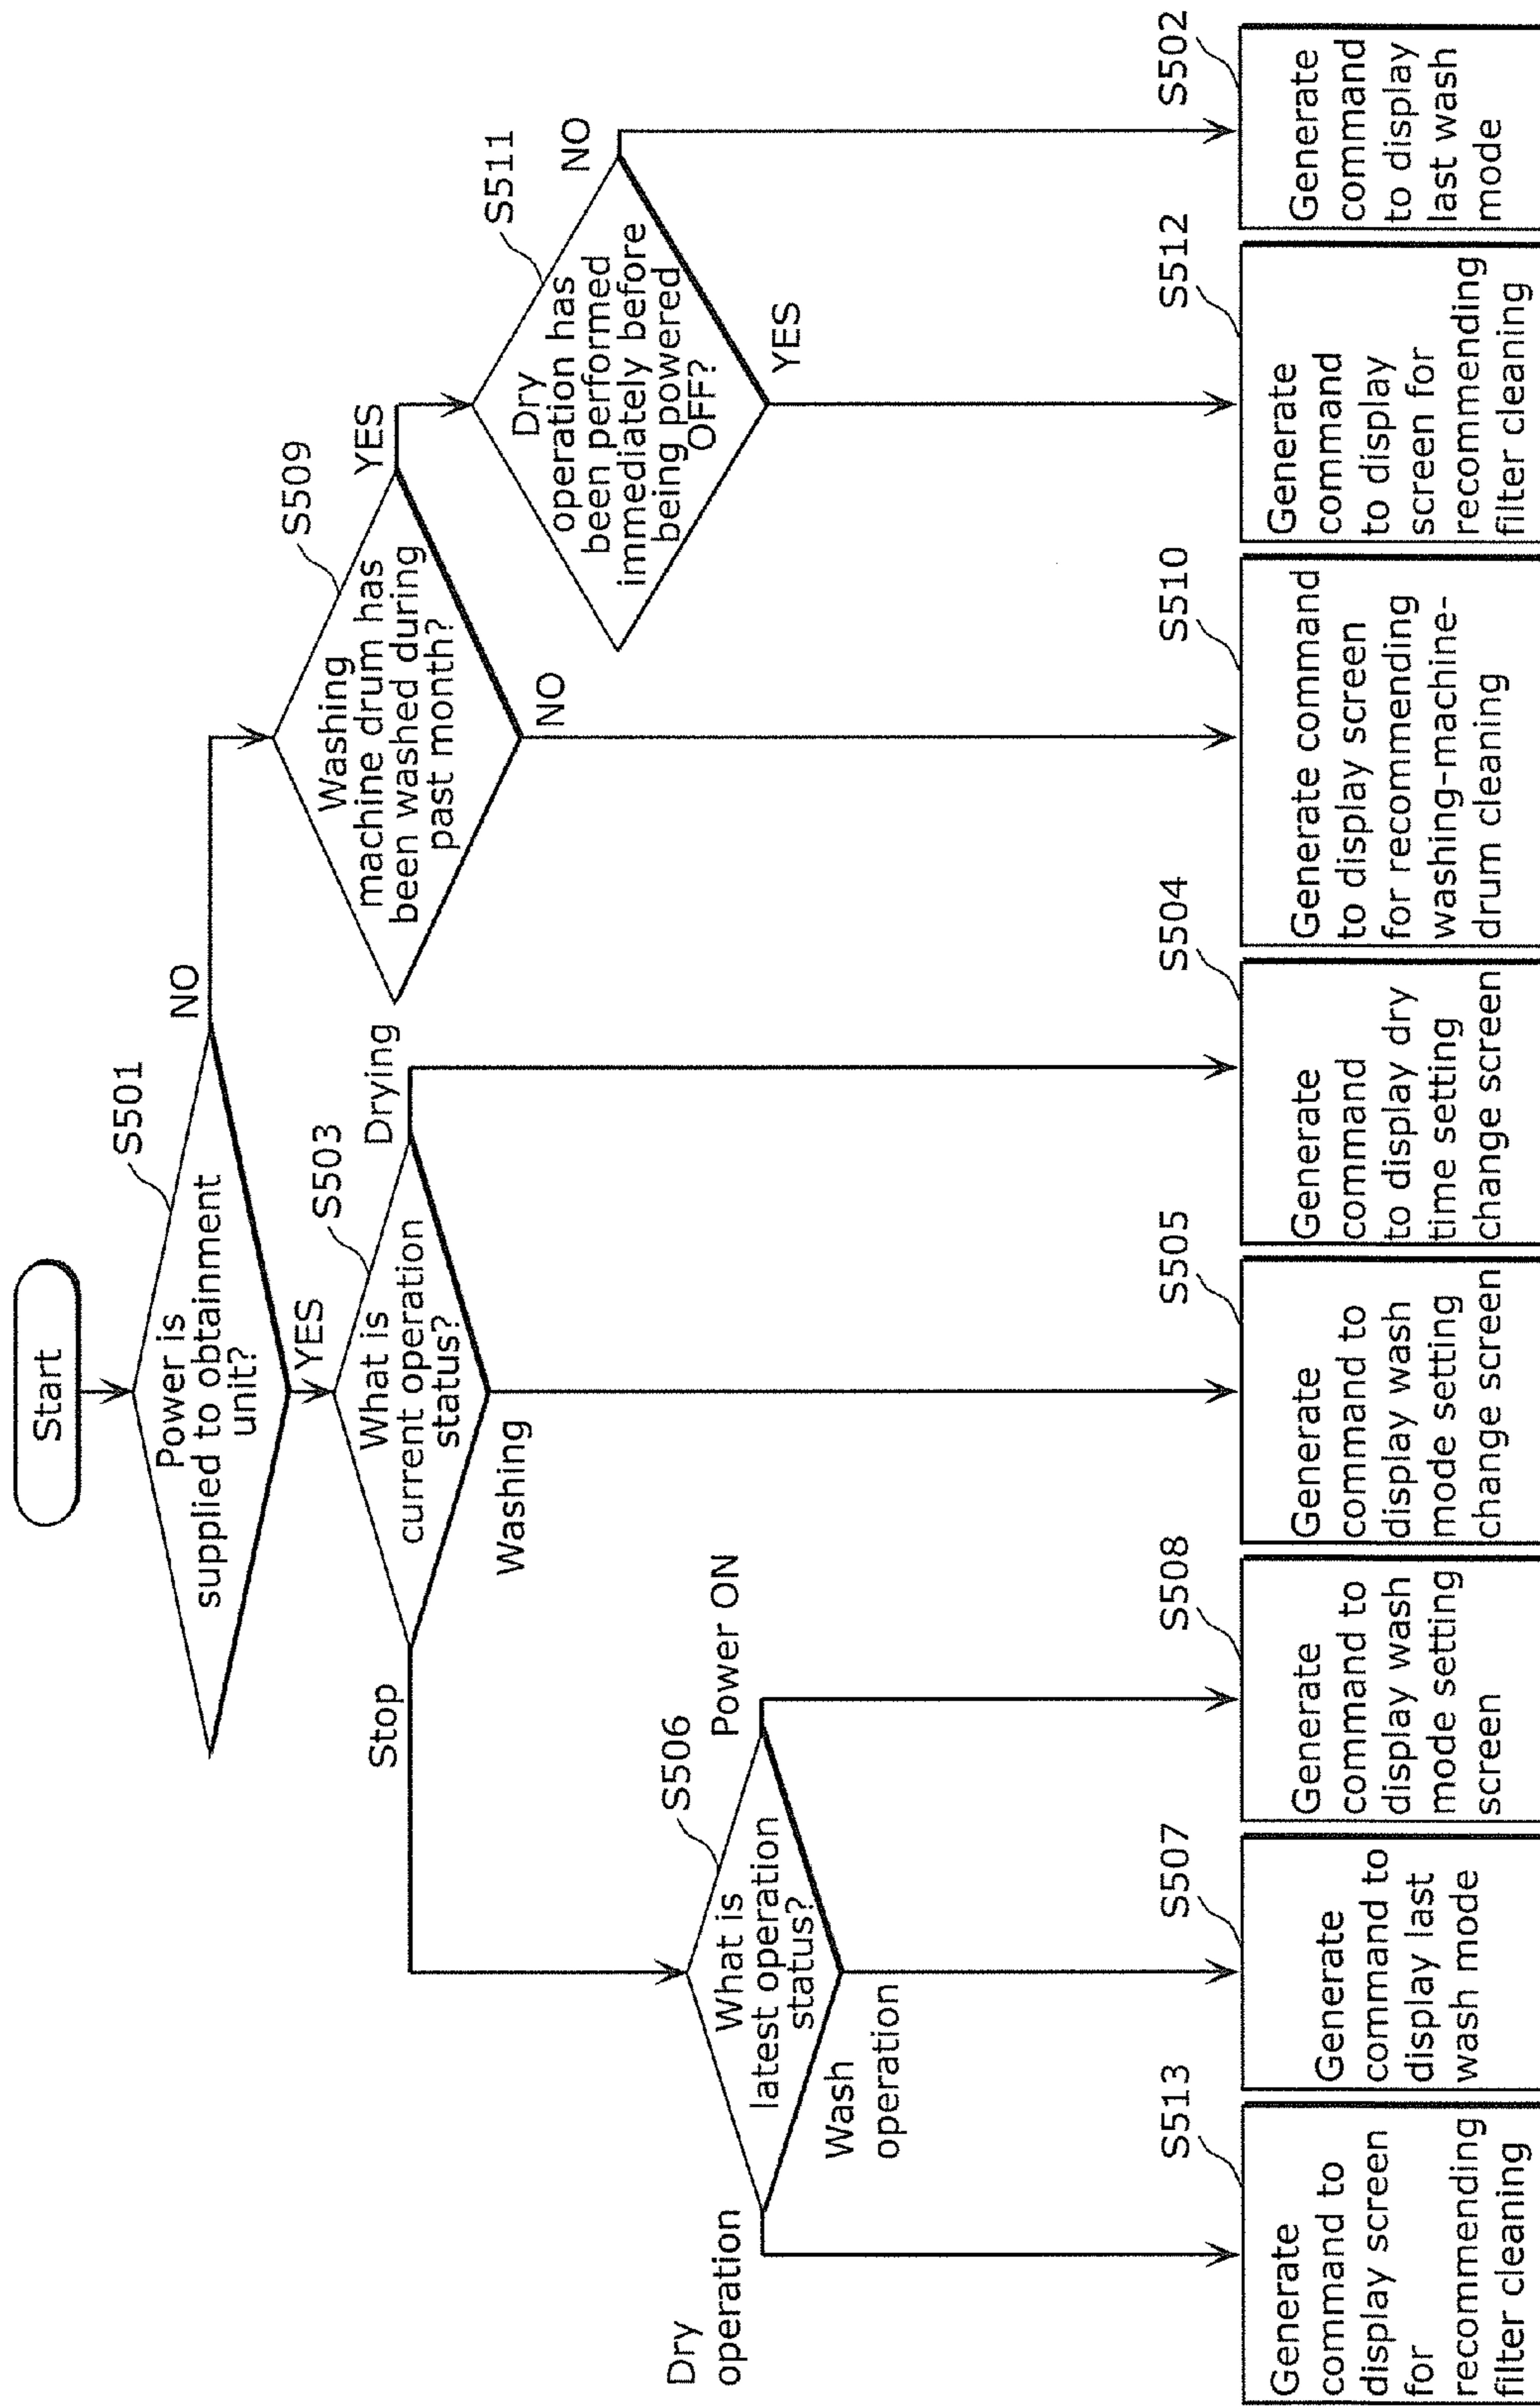 Start
S501
Power is
supplied to obtainment
unit?
NO
YES
S503
What is
current operation
status?
Stop
Washing
Drying
S509
Washing
machine drum has
been washed during
past month?
YES
NO
S511
Dry
operation has
been performed
immediately before
being powered
OFF?
NO
YES
S506
What is
latest operation
status?
Dry
operation
Wash
operation
Power ON
S513
Generate
command to
display screen
for
recommending
filter cleaning
S507
Generate
command to
display last
wash mode
S508
Generate
command to
display wash
mode setting
screen
S505
Generate
command to
display wash
mode setting
change screen
S504
Generate
command
to display dry
time setting
change screen
S510
Generate command
to display screen
for recommending
washing-machine-
drum cleaning
S512
Generate
command
to display
screen for
recommending
filter cleaning
S502
Generate
command
to display
last wash
mode